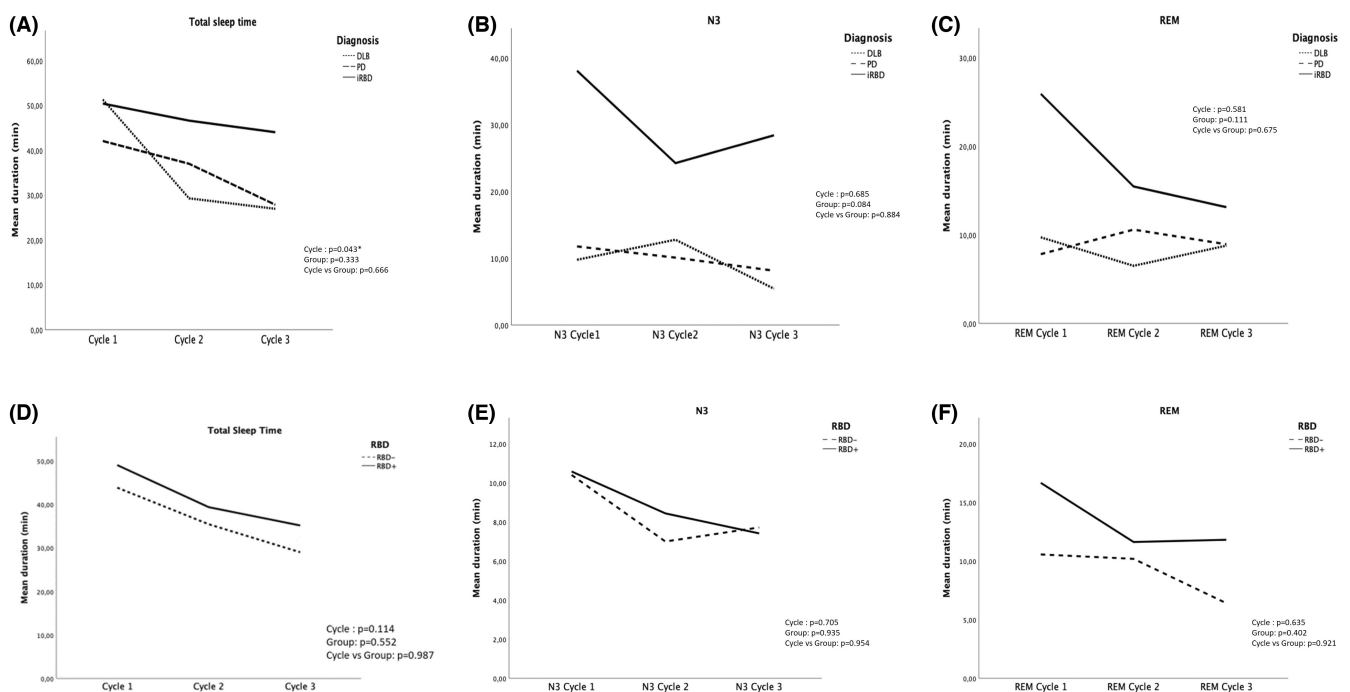 (A)
Total sleep time
Diagnosis
DLB
PD
iRBD
Mean duration (min)
60,00
50,00
40,00
30,00
20,00
10,00
0,00
Cycle : p=0.043*
Group: p=0.333
Cycle vs Group: p=0.666
Cycle 1
Cycle 2
Cycle 3
(B)
N3
Diagnosis
DLB
PD
iRBD
Mean duration (min)
40,00
30,00
20,00
10,00
0,00
Cycle : p=0.685
Group: p=0.084
Cycle vs Group: p=0.884
N3 Cycle1
N3 Cycle2
N3 Cycle 3
(C)
REM
Diagnosis
DLB
PD
iRBD
Mean duration (min)
30,00
20,00
10,00
0,00
Cycle : p=0.581
Group: p=0.111
Cycle vs Group: p=0.675
REM Cycle 1
REM Cycle 2
REM Cycle 3
(D)
Total Sleep Time
RBD
RBD−
RBD+
Mean duration (min)
50,00
40,00
30,00
20,00
10,00
0,00
Cycle : p=0.114
Group: p=0.552
Cycle vs Group: p=0.987
Cycle 1
Cycle 2
Cycle 3
(E)
N3
RBD
RBD−
RBD+
Mean duration (min)
12,00
10,00
8,00
6,00
4,00
2,00
0,00
Cycle : p=0.705
Group: p=0.935
Cycle vs Group: p=0.954
N3 Cycle 1
N3 Cycle 2
N3 Cycle 3
(F)
REM
RBD
RBD−
RBD+
Mean duration (min)
20,00
15,00
10,00
5,00
0,00
Cycle : p=0.635
Group: p=0.402
Cycle vs Group: p=0.921
REM Cycle 1
REM Cycle 2
REM Cycle 3